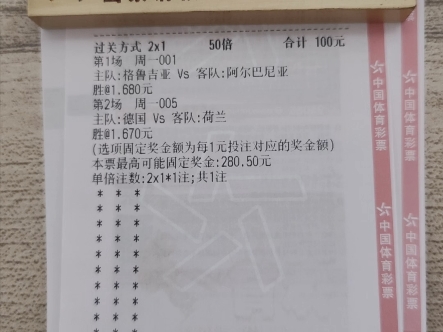 过关方式 2x1 50倍 合计 100元
第1场 周一001
主队:格鲁吉亚 Vs 客队:阿尔巴尼亚
胜@1.680元
第2场 周一005
主队:德国 Vs 客队:荷兰
胜@1.670元
(选项固定奖金额为每1元投注对应的奖金额)
本票最高可能固定奖金:280.50元
单倍注数:2x1*1注;共1注
* * *
* * *
* * *
* * *
* * *
* * *
* * *
* * *
* * *
中国体育彩票
中国体育彩票
中国体育彩票
中国体育彩票